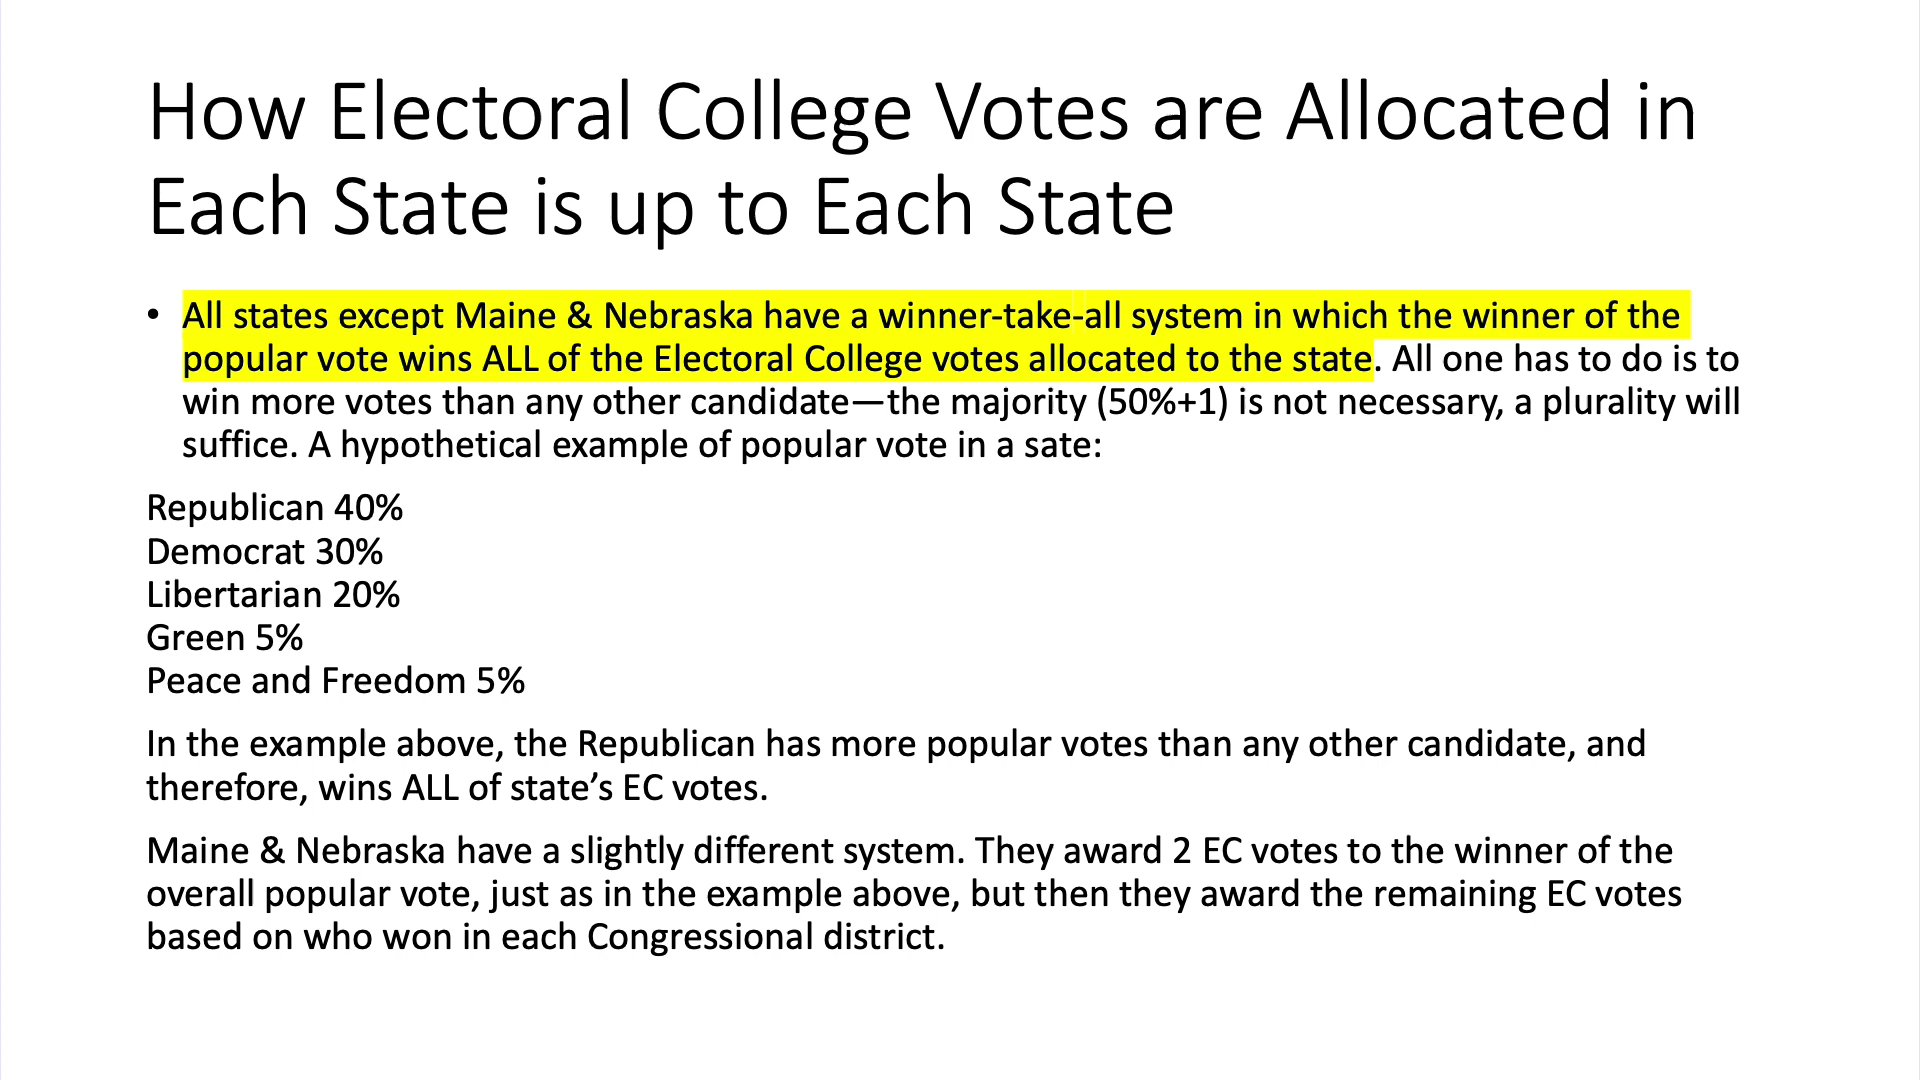 How Electoral College Votes are Allocated in
Each State is up to Each State
• All states except Maine & Nebraska have a winner-take-all system in which the winner of the
popular vote wins ALL of the Electoral College votes allocated to the state. All one has to do is to
win more votes than any other candidate—the majority (50%+1) is not necessary, a plurality will
suffice. A hypothetical example of popular vote in a sate:
Republican 40%
Democrat 30%
Libertarian 20%
Green 5%
Peace and Freedom 5%
In the example above, the Republican has more popular votes than any other candidate, and
therefore, wins ALL of state’s EC votes.
Maine & Nebraska have a slightly different system. They award 2 EC votes to the winner of the
overall popular vote, just as in the example above, but then they award the remaining EC votes
based on who won in each Congressional district.